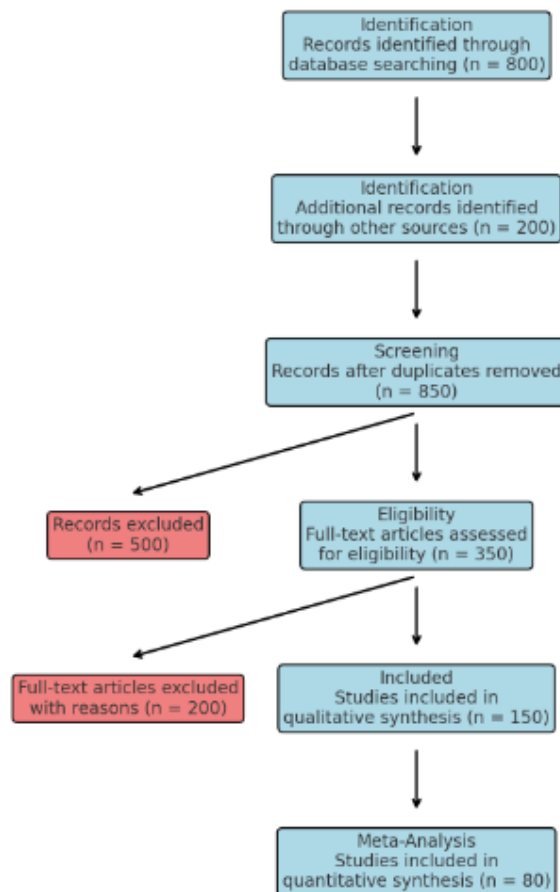 Identification
Records identified through
database searching (n = 800)
Identification
Additional records identified
through other sources (n = 200)
Screening
Records after duplicates removed
(n = 850)
Records excluded
(n = 500)
Eligibility
Full-text articles assessed
for eligibility (n = 350)
Full-text articles excluded
with reasons (n = 200)
Included
Studies included in
qualitative synthesis (n = 150)
Meta-Analysis
Studies included in
quantitative synthesis (n = 80)